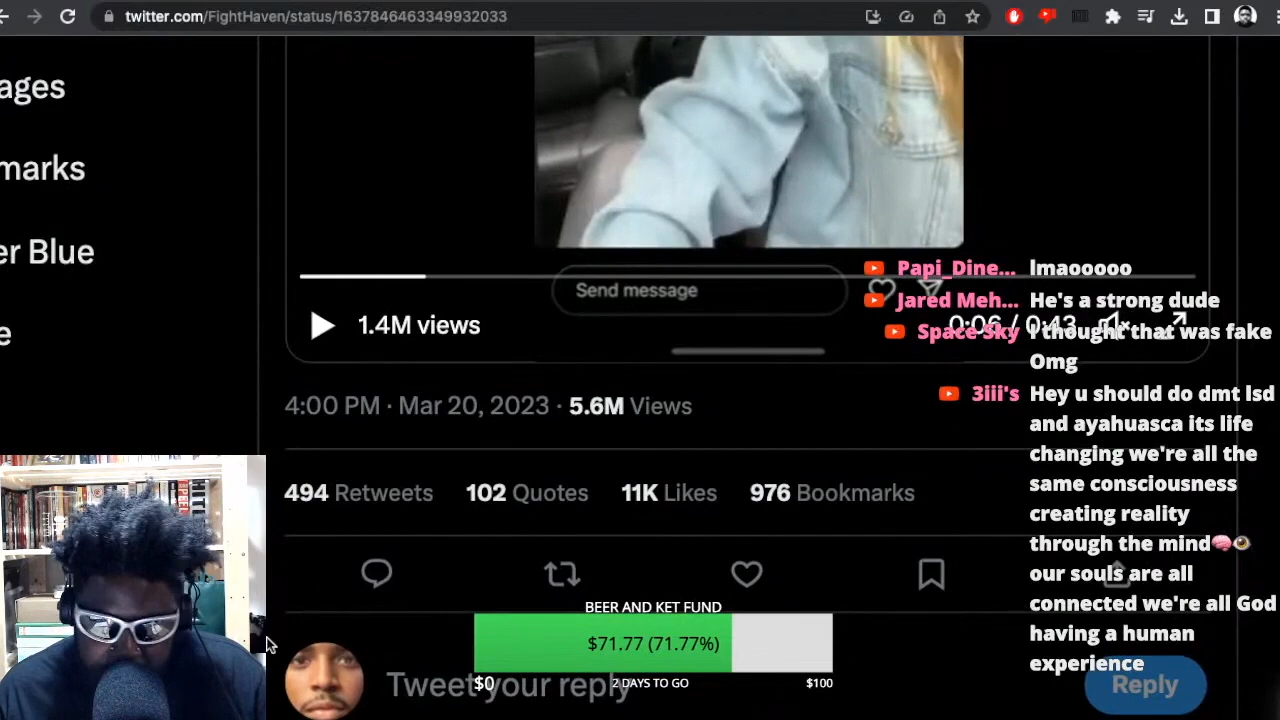 twitter.com/FightHaven/status/1637846463349932033
ages
marks
er Blue
e
Send message
1.4M views
0:06 / 0:43
4:00 PM · Mar 20, 2023 · 5.6M Views
494 Retweets 102 Quotes 11K Likes 976 Bookmarks
Papi_Dine... lmaooooo
Jared Meh... He's a strong dude
Space Sky I thought that was fake
Omg
3iii's Hey u should do dmt lsd
and ayahuasca its life
changing we're all the
same consciousness
creating reality
through the mind🧠👁
our souls are all
connected we're all God
having a human
experience
BEER AND KET FUND
$71.77 (71.77%)
$0 2 DAYS TO GO $100
Tweet your reply
Reply